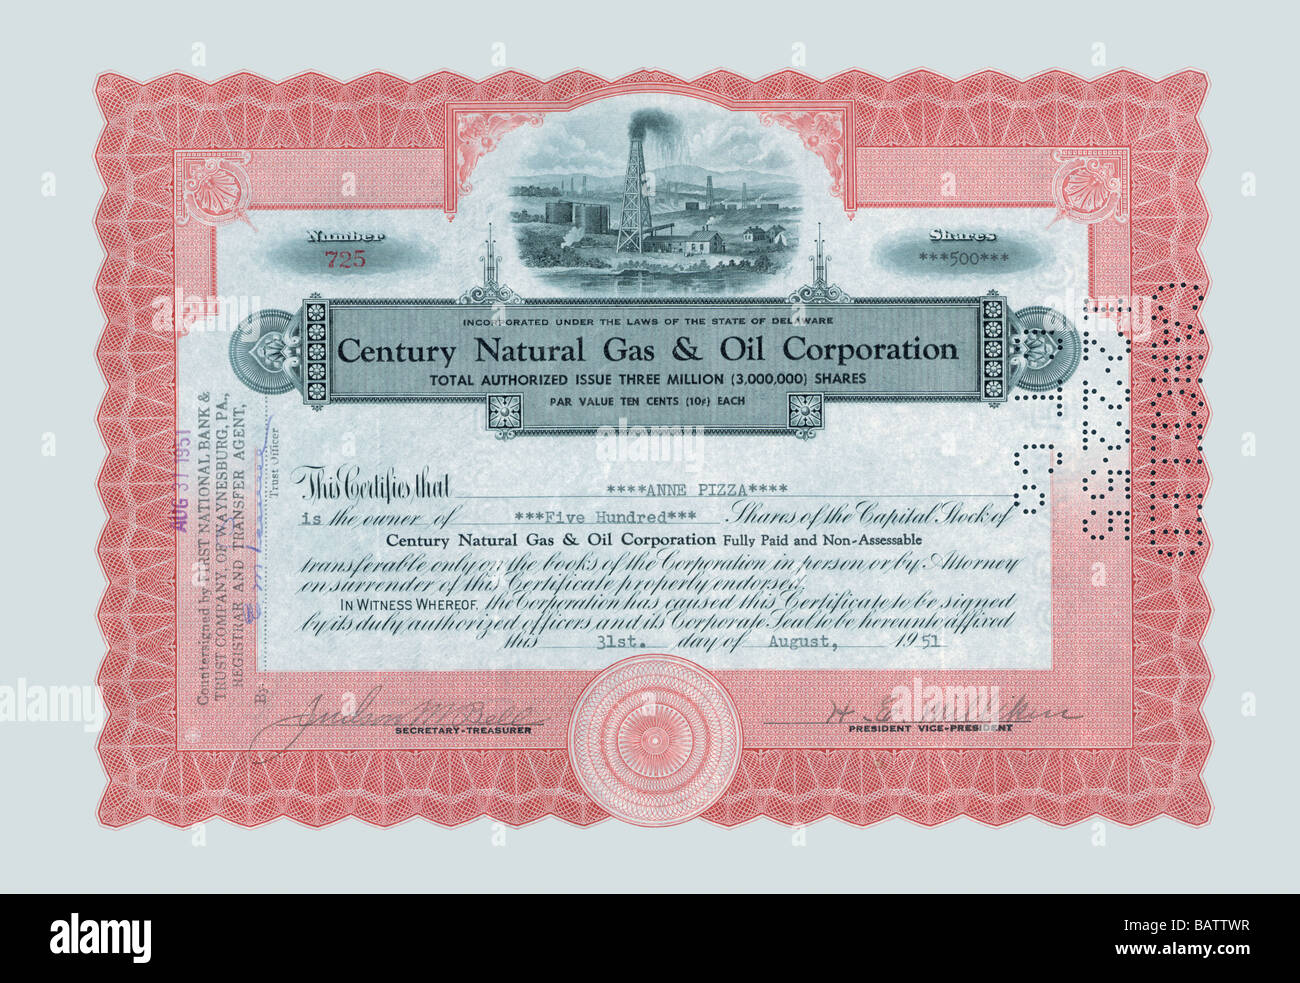 Number
725
Shares
***500***
INCORPORATED UNDER THE LAWS OF THE STATE OF DELAWARE
Century Natural Gas & Oil Corporation
TOTAL AUTHORIZED ISSUE THREE MILLION (3,000,000) SHARES
PAR VALUE TEN CENTS (10¢) EACH
This Certifies that ****ANNE PIZZA****
is the owner of ***Five Hundred*** Shares of the Capital Stock of
Century Natural Gas & Oil Corporation Fully Paid and Non-Assessable
transferable only on the books of the Corporation in person or by Attorney
on surrender of this Certificate properly endorsed.
IN WITNESS WHEREOF, the Corporation has caused this Certificate to be signed
by its duly authorized officers and its Corporate Seal to be hereunto affixed
this 31st. day of August, 1951
Judson McBell
SECRETARY-TREASURER
H. E. Milliken
PRESIDENT VICE-PRESIDENT
AUG 31 1951
Countersigned by FIRST NATIONAL BANK &
TRUST COMPANY, OF WAYNESBURG, PA.,
REGISTRAR AND TRANSFER AGENT,
By:
Trust Officer
alamy
alamy
Image ID: BATTWR
www.alamy.com